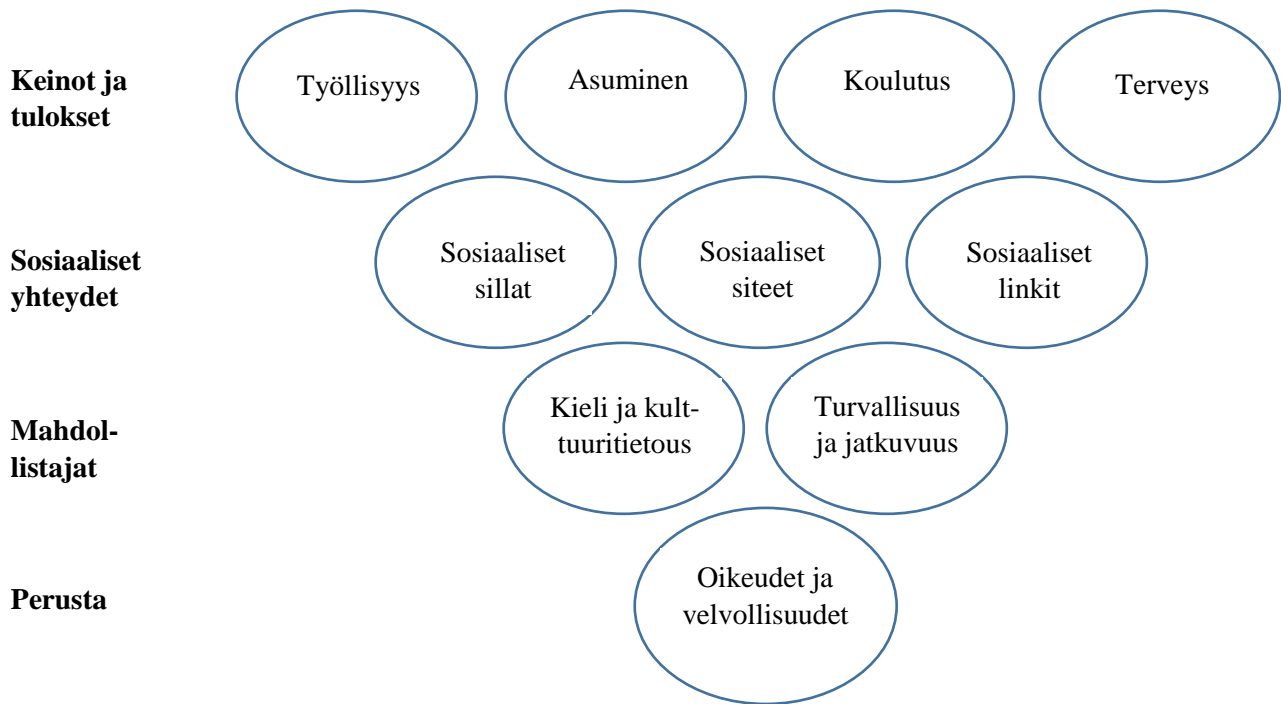 Keinot ja
tulokset
Työllisyys
Asuminen
Koulutus
Terveys
Sosiaaliset
yhteydet
Sosiaaliset
sillat
Sosiaaliset
siteet
Sosiaaliset
linkit
Mahdol-
listajat
Kieli ja kult-
tuuritietous
Turvallisuus
ja jatkuvuus
Perusta
Oikeudet ja
velvollisuudet